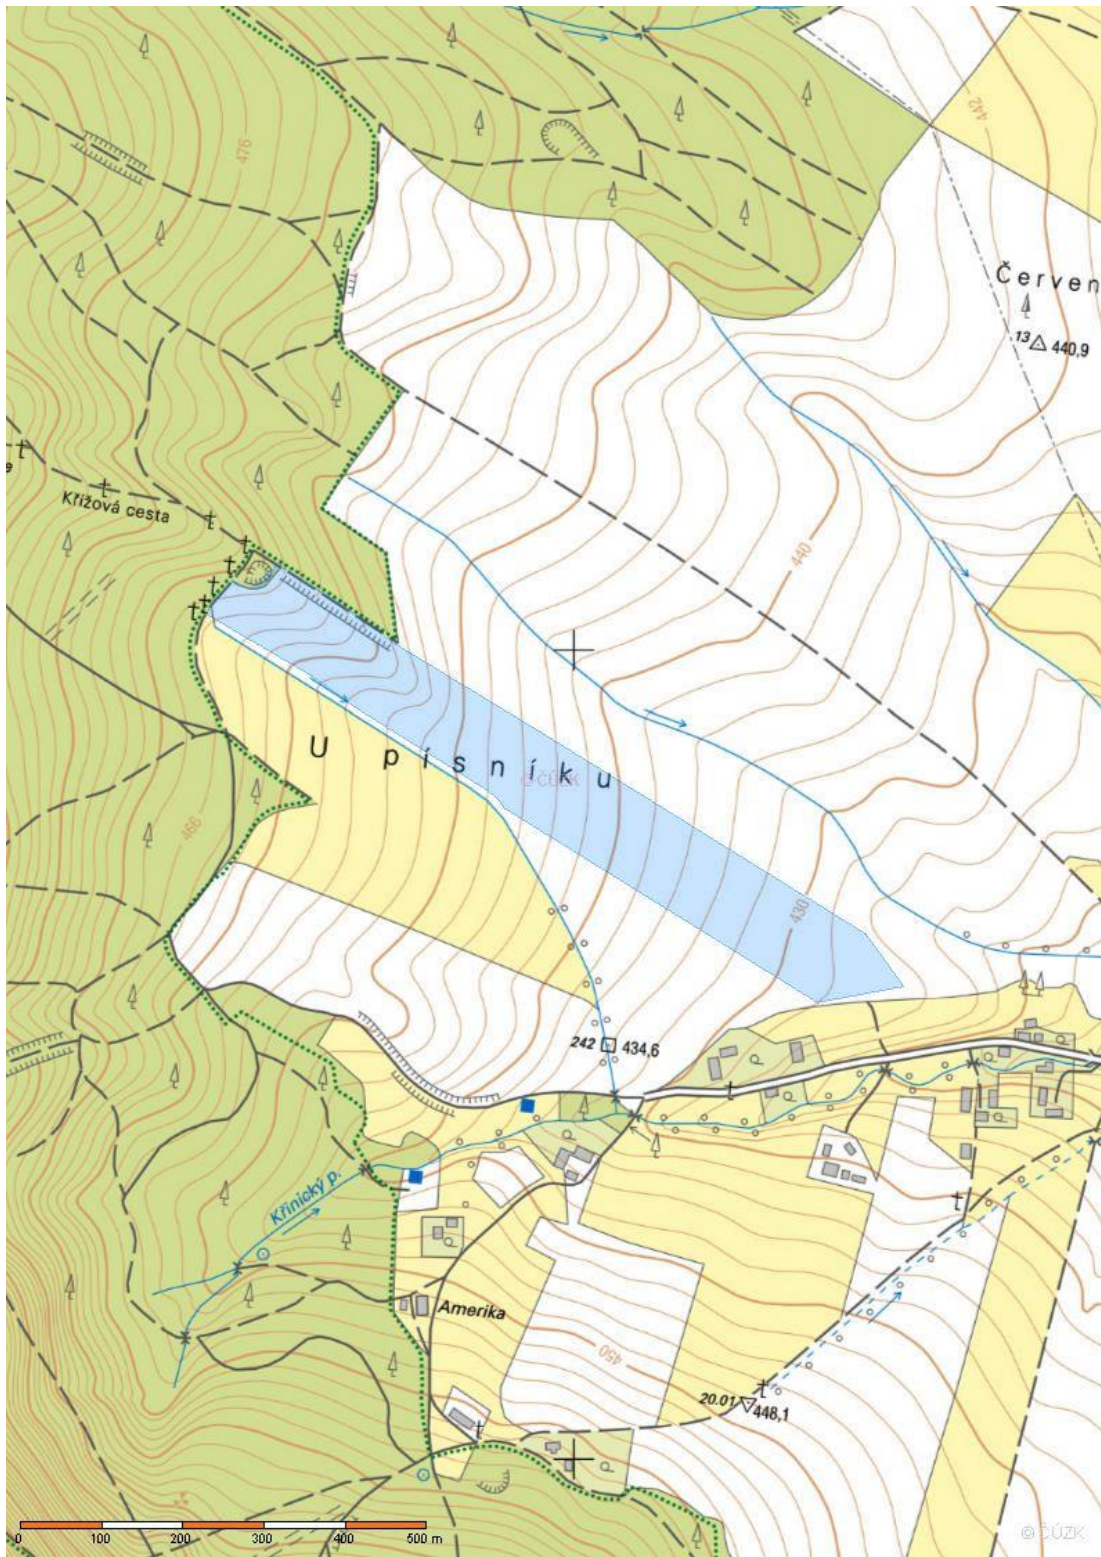 442
476
Červen
13 440,9
Křížová cesta
440
U písníku
© ČÚZK
466
430
242 434,6
Křinický p.
Amerika
450
20.01 448,1
0 100 200 300 400 500 m
© ČÚZK